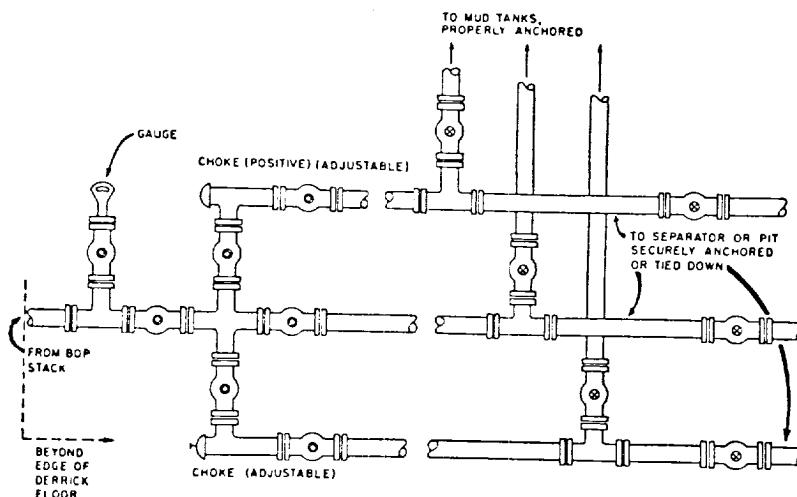 TO MUD TANKS,
PROPERLY ANCHORED
GAUGE
CHOKE (POSITIVE) (ADJUSTABLE)
TO SEPARATOR OR PIT
SECURELY ANCHORED
OR TIED DOWN
FROM BOP
STACK
BEYOND
EDGE OF
DERRICK
FLOOR
CHOKE (ADJUSTABLE)